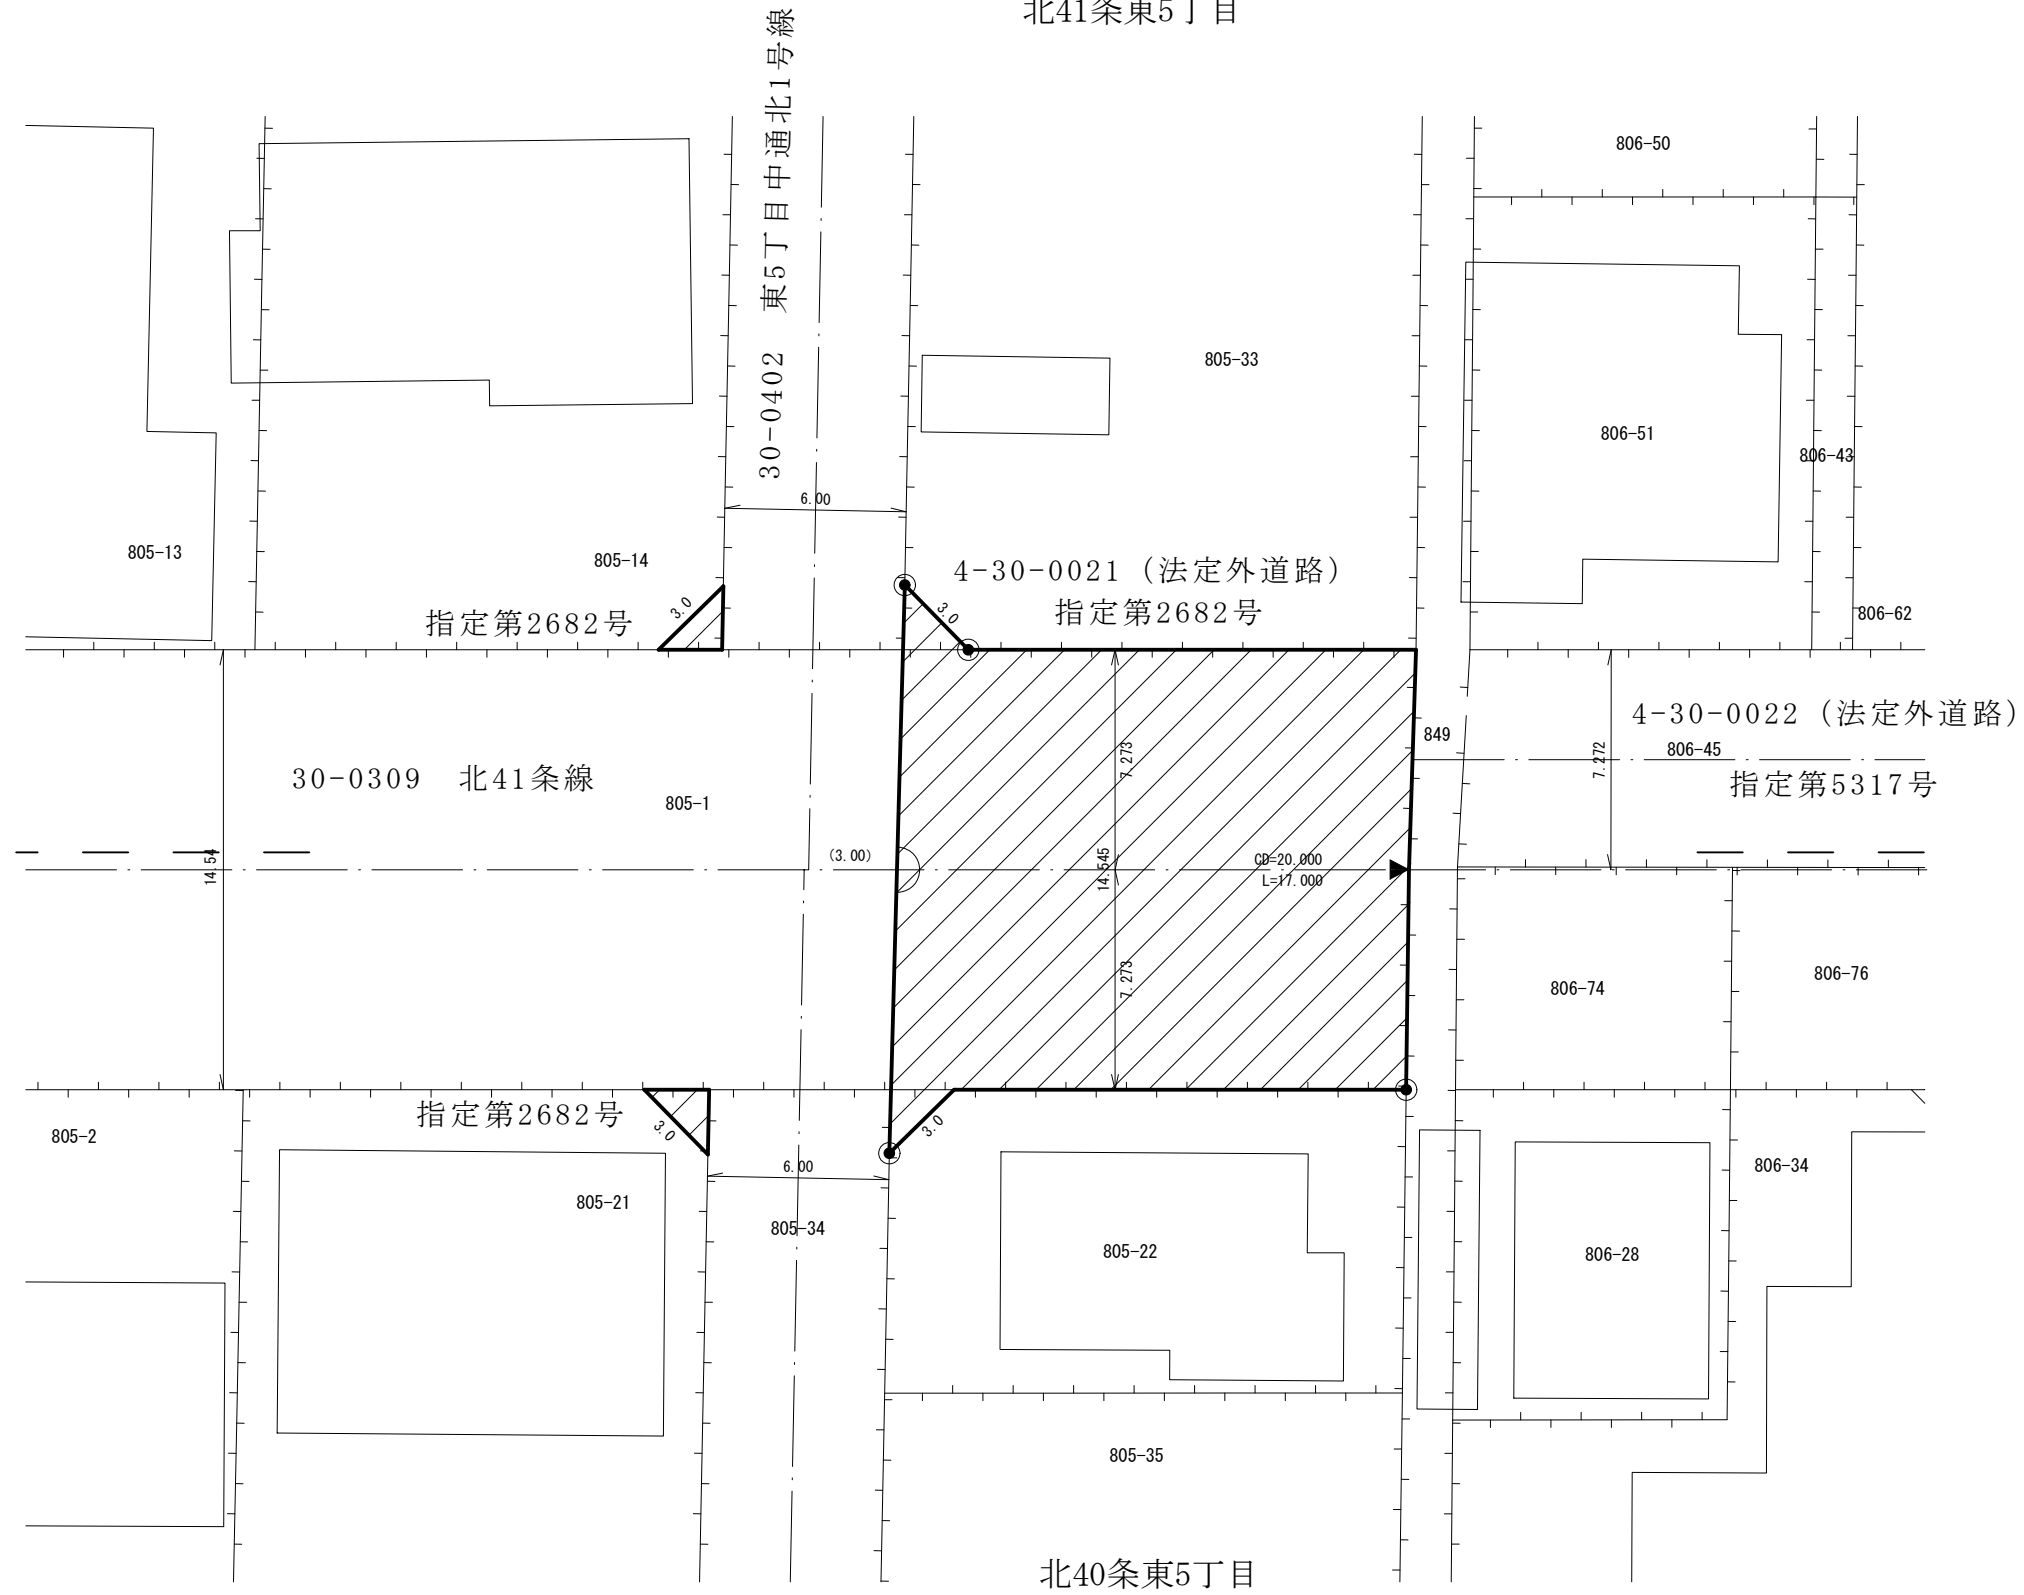 北41条東5丁目
30-0402　東5丁目中通北1号線
806-50
805-33
806-51
806-43
6.00
805-13
805-14
4-30-0021（法定外道路）
指定第2682号
3.0
指定第2682号
3.0
806-62
849
4-30-0022（法定外道路）
806-45
7.272
指定第5317号
30-0309　北41条線
805-1
7.273
14.54
(3.00)
14.545
CD=20.000
L=17.000
7.273
806-74
806-76
指定第2682号
3.0
3.0
805-2
6.00
806-34
805-21
805-34
805-22
806-28
805-35
北40条東5丁目